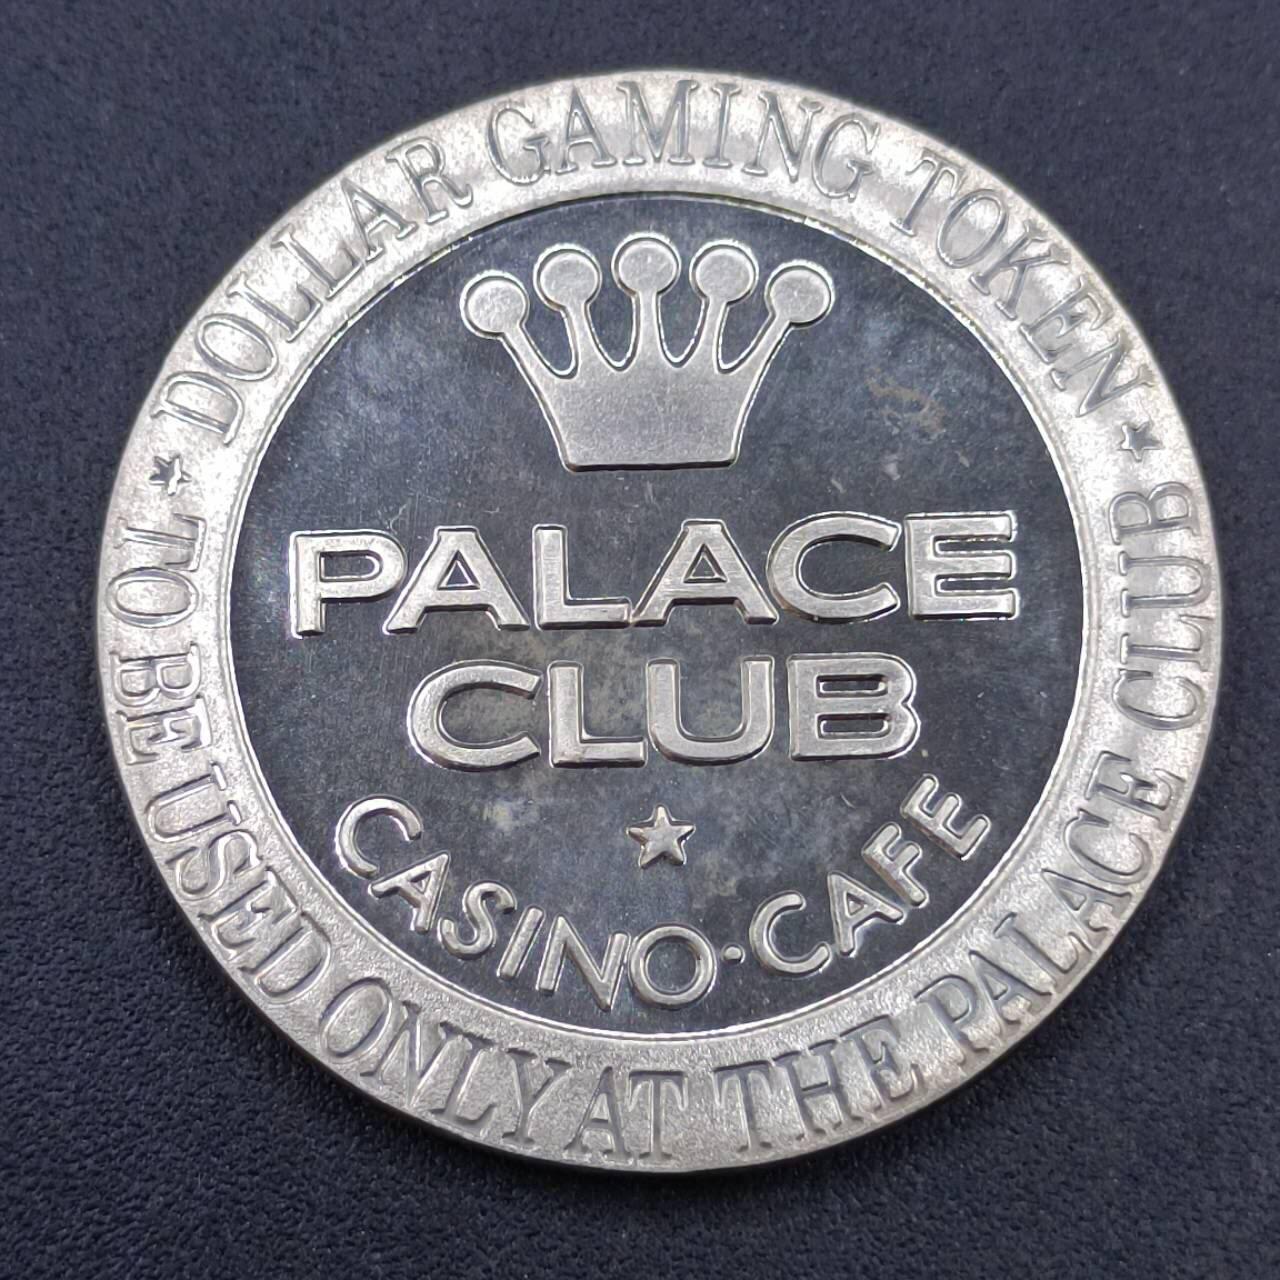 DOLLAR GAMING TOKEN
PALACE
CLUB
CASINO·CAFE
TO BE USED ONLY AT THE PALACE CLUB